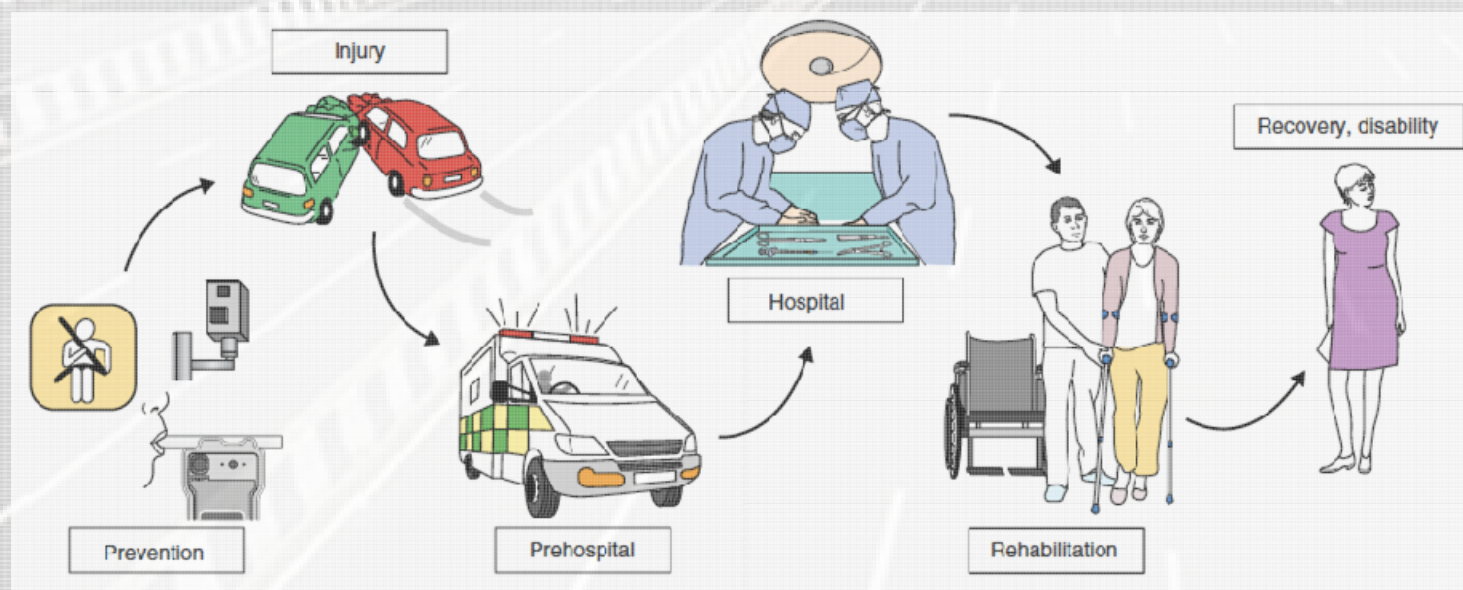 Injury
Recovery, disability
Hospital
Prevention
Prehospital
Rehabilitation